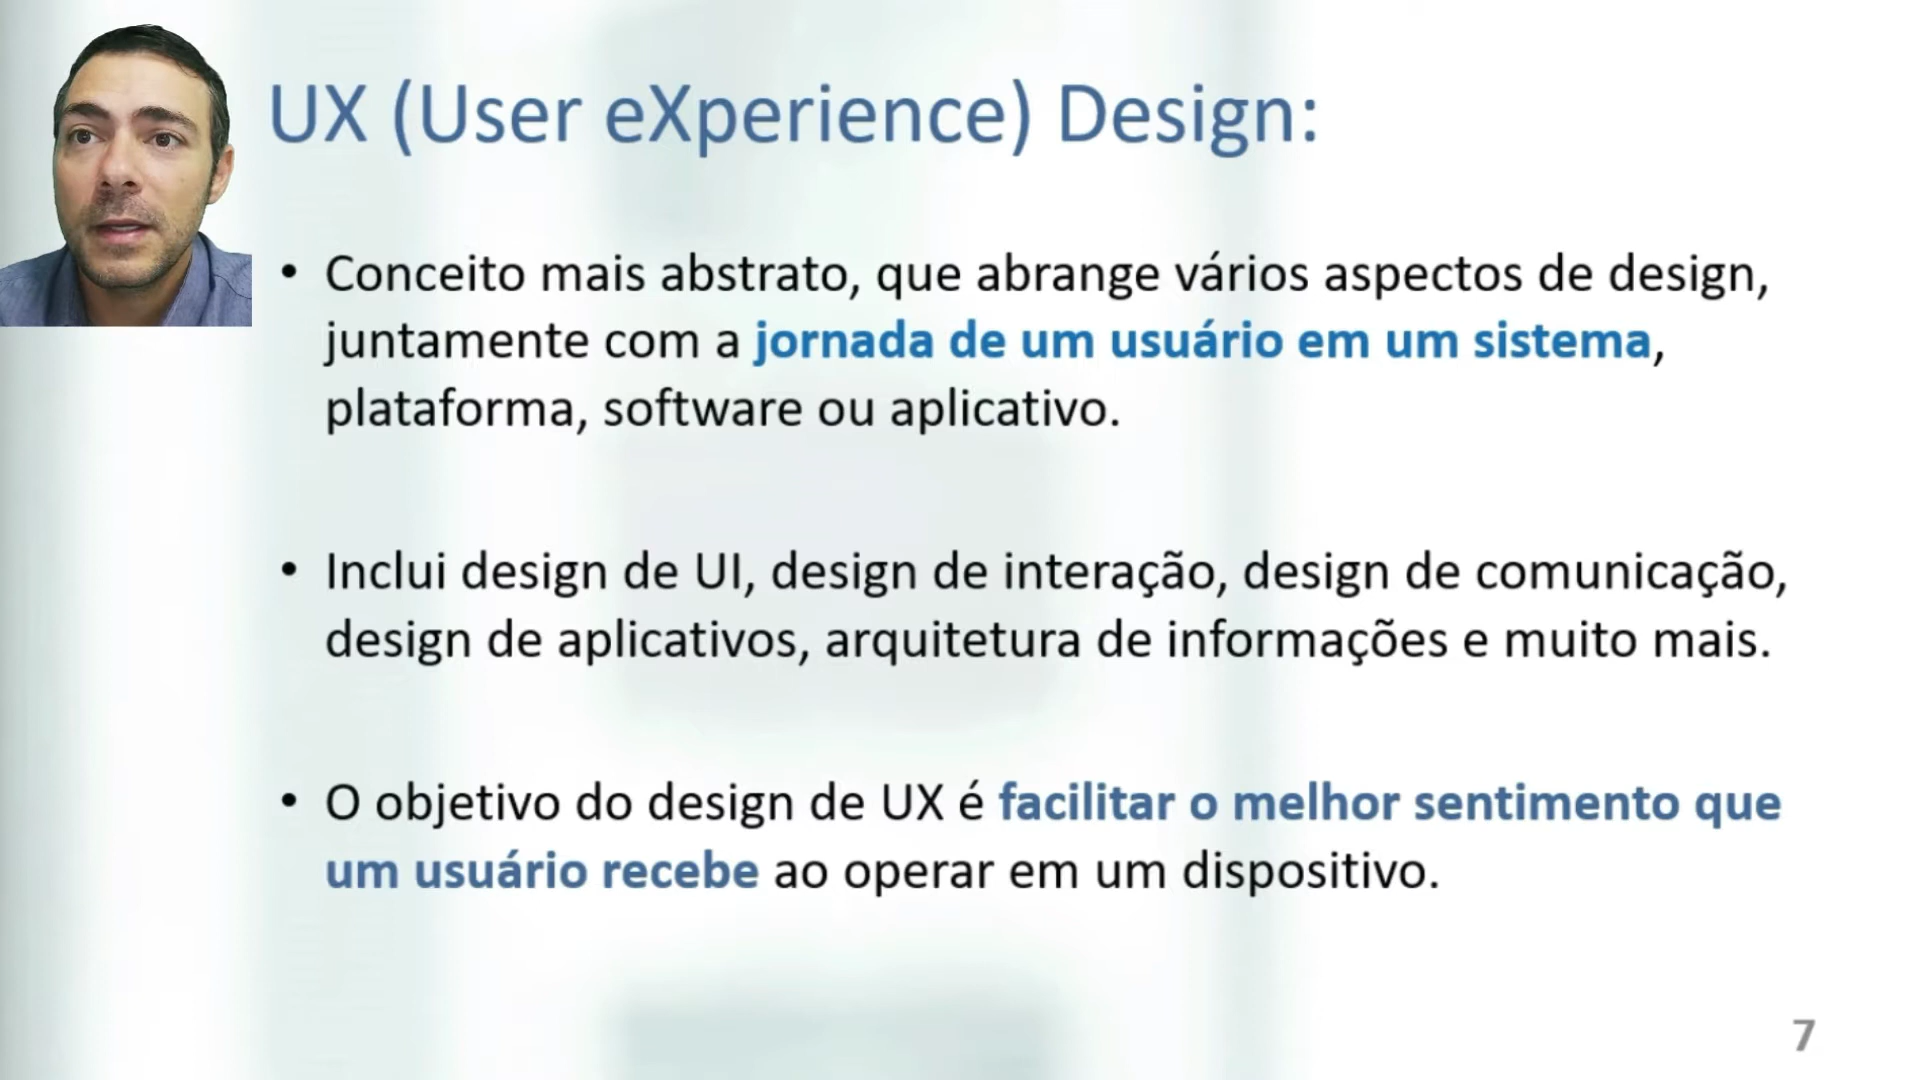 UX (User eXperience) Design:
• Conceito mais abstrato, que abrange vários aspectos de design,
juntamente com a jornada de um usuário em um sistema,
plataforma, software ou aplicativo.
• Inclui design de UI, design de interação, design de comunicação,
design de aplicativos, arquitetura de informações e muito mais.
• O objetivo do design de UX é facilitar o melhor sentimento que
um usuário recebe ao operar em um dispositivo.
7